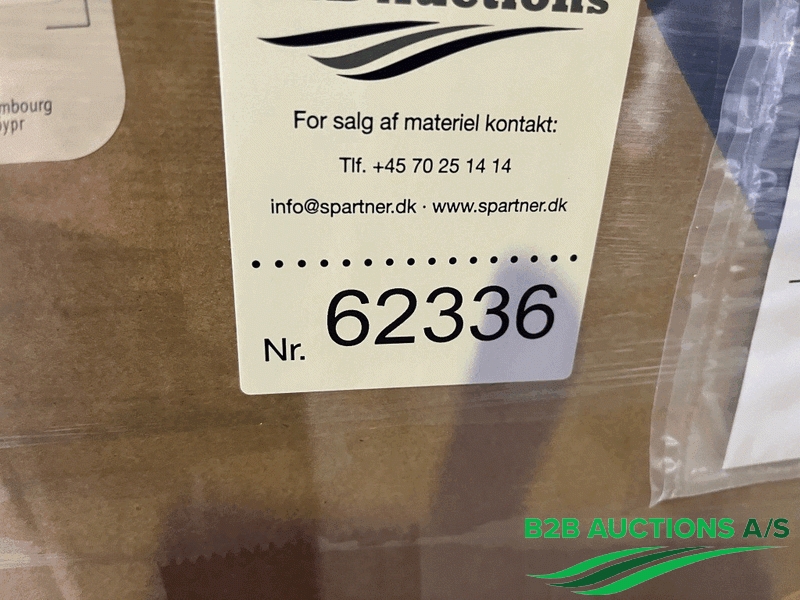 Auctions
For salg af materiel kontakt:
Tlf. +45 70 25 14 14
info@spartner.dk · www.spartner.dk
Nr. 62336
B2B AUCTIONS A/S